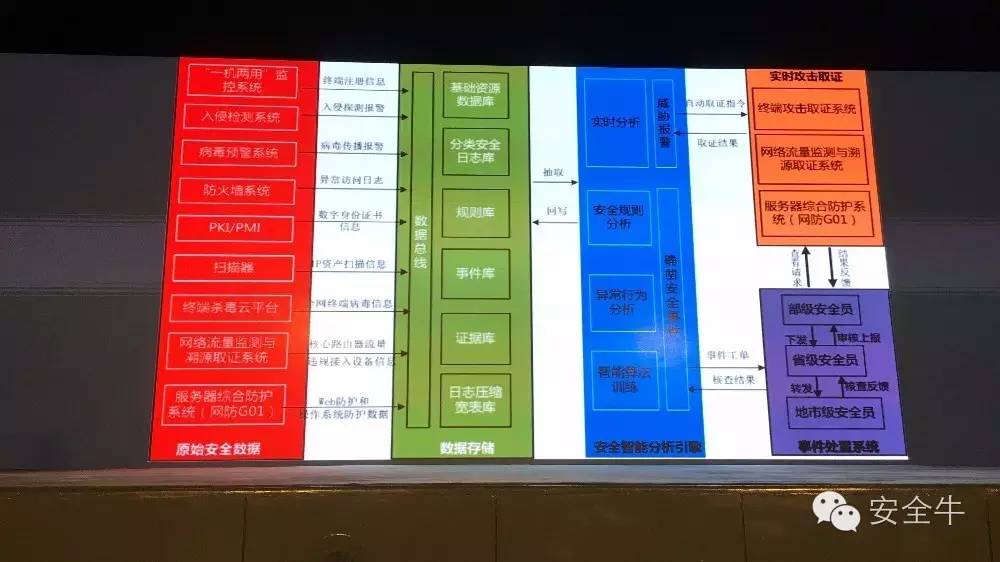 “一机两用”监
控系统
入侵检测系统
病毒预警系统
防火墙系统
PKI/PMI
扫描器
终端杀毒云平台
网络流量监测与
溯源取证系统
服务器综合防护
系统（网防G01）
原始安全数据
终端注册信息
入侵探测报警
病毒传播报警
异常访问日志
数字身份证书
信息
IP资产扫描信息
网终端病毒信息
核心路由器流量
违规接入设备信息
Web防护和
操作系统防护数据
数据总线
基础资源
数据库
分类安全
日志库
规则库
事件库
证据库
日志压缩
宽表库
数据存储
抽取
回写
实时分析
威胁报警
安全规则
分析
异常行为
分析
智能算法
训练
确凿安全事故
安全智能分析引擎
自动取证指令
取证结果
事件工单
核查结果
实时攻击取证
终端攻击取证系统
网络流量监测与溯
源取证系统
服务器综合防护系
统（网防G01）
查看请求
结果反馈
部级安全员
下发
审核上报
省级安全员
转发
核查反馈
地市级安全员
事件处置系统
安全牛